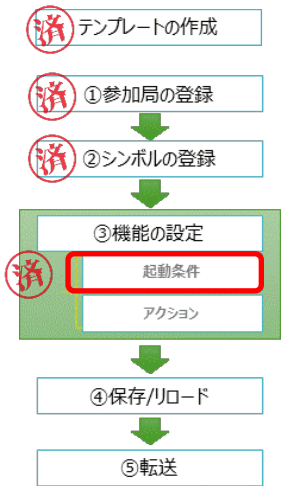 済 テンプレートの作成
済 ①参加局の登録
済 ②シンボルの登録
③機能の設定
済 起動条件
アクション
④保存/リロード
⑤転送